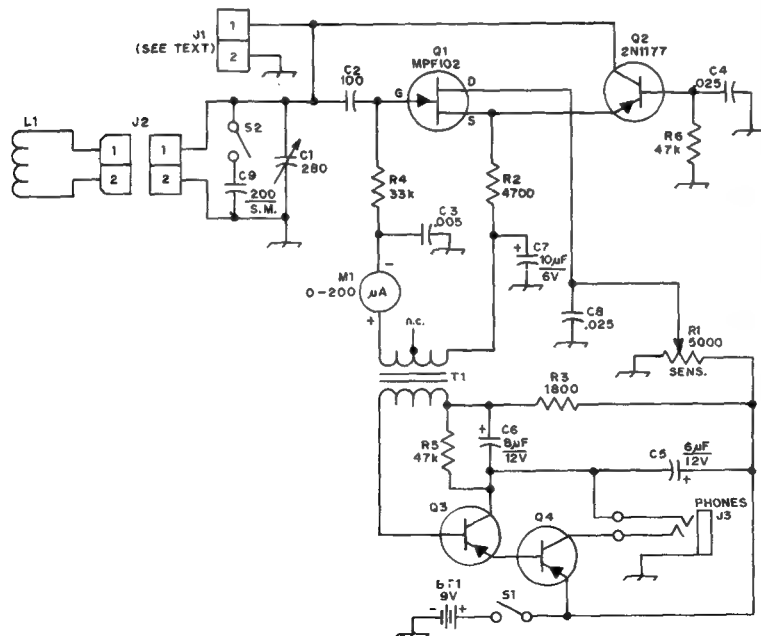 J1
(SEE TEXT)
1
2
Q1
MPF102
Q2
2N1177
C2
100
G
D
S
C4
.025
R6
47k
L1
J2
1
2
1
2
S2
C9
200
S.M.
C1
280
R4
33k
R2
4700
C3
.005
C7
+
10µF
6V
M1
0-200
µA
-
+
n.c.
C8
.025
R1
5000
SENS.
T1
R3
1800
R5
47k
+
C6
8µF
12V
C5
6µF
12V
+
Q3
Q4
PHONES
J3
BT1
9V
- +
S1